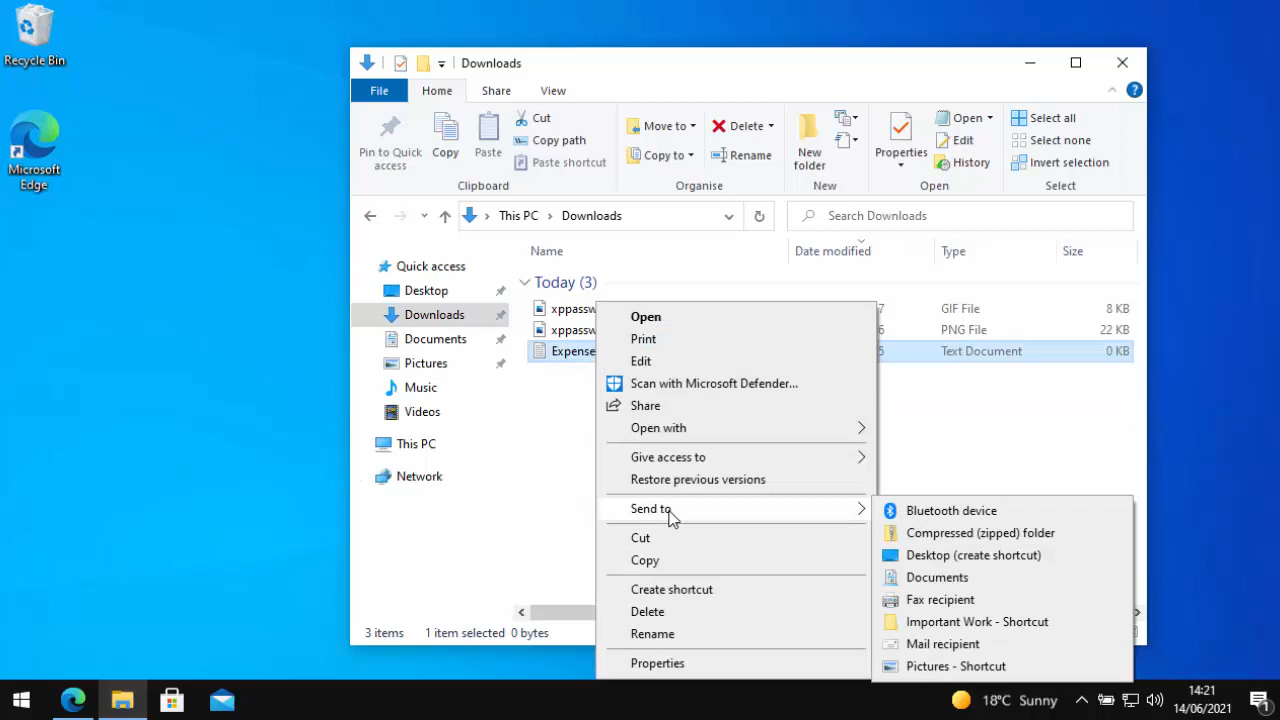 Recycle Bin
Microsoft Edge
Downloads
File Home Share View
Pin to Quick access
Copy
Paste
Cut
Copy path
Paste shortcut
Clipboard
Move to
Copy to
Delete
Rename
Organise
New folder
New
Properties
Open
Edit
History
Open
Select all
Select none
Invert selection
Select
This PC Downloads
Search Downloads
Name Date modified Type Size
Quick access
Desktop
Downloads
Documents
Pictures
Music
Videos
This PC
Network
Today (3)
xppassw 7 GIF File 8 KB
xppassw 6 PNG File 22 KB
Expense 5 Text Document 0 KB
Open
Print
Edit
Scan with Microsoft Defender...
Share
Open with
Give access to
Restore previous versions
Send to
Cut
Copy
Create shortcut
Delete
Rename
Properties
Bluetooth device
Compressed (zipped) folder
Desktop (create shortcut)
Documents
Fax recipient
Important Work - Shortcut
Mail recipient
Pictures - Shortcut
3 items 1 item selected 0 bytes
18°C Sunny
14:21
14/06/2021
1